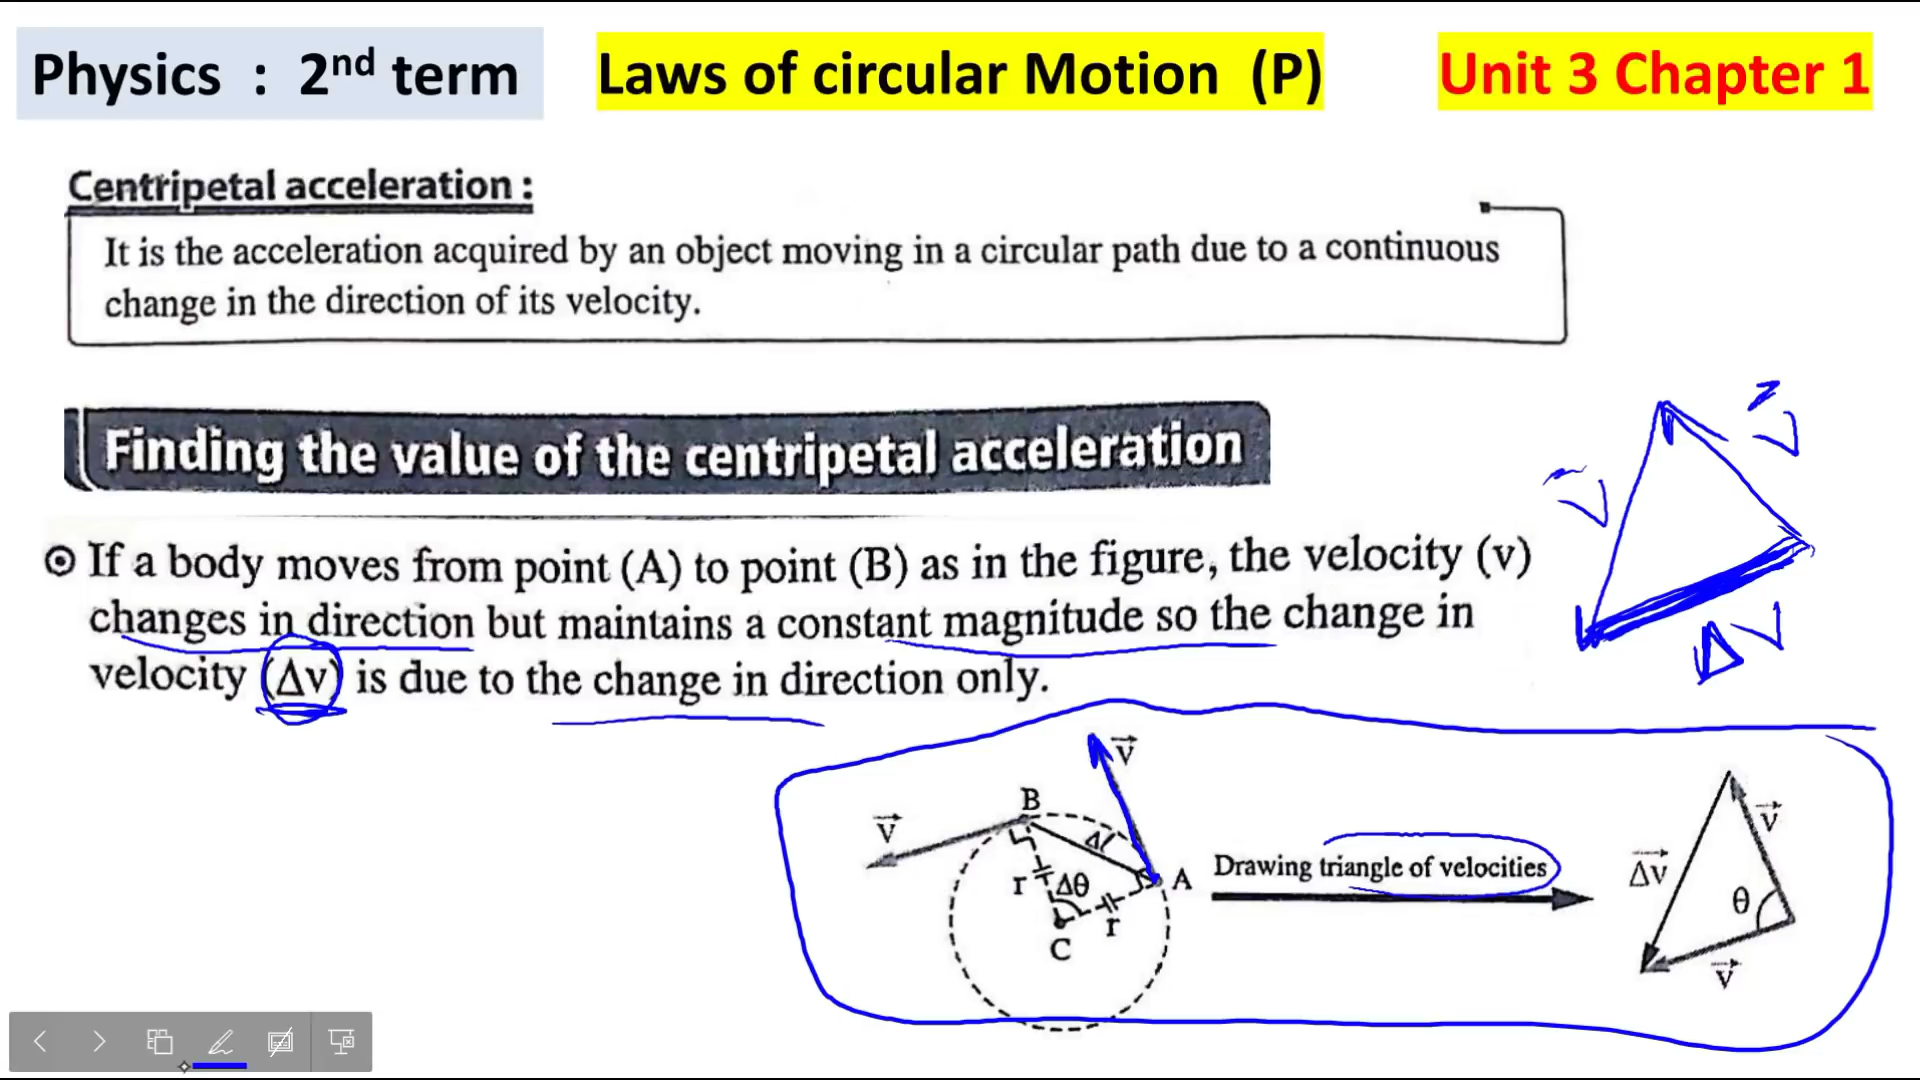 Physics : 2nd term
Laws of circular Motion (P)
Unit 3 Chapter 1
Centripetal acceleration :
It is the acceleration acquired by an object moving in a circular path due to a continuous
change in the direction of its velocity.
Finding the value of the centripetal acceleration
If a body moves from point (A) to point (B) as in the figure, the velocity (v)
changes in direction but maintains a constant magnitude so the change in
velocity (Δv) is due to the change in direction only.
Δv
v
v
B
Δl
A
r
Δθ
r
C
Drawing triangle of velocities
v
Δv
θ
v